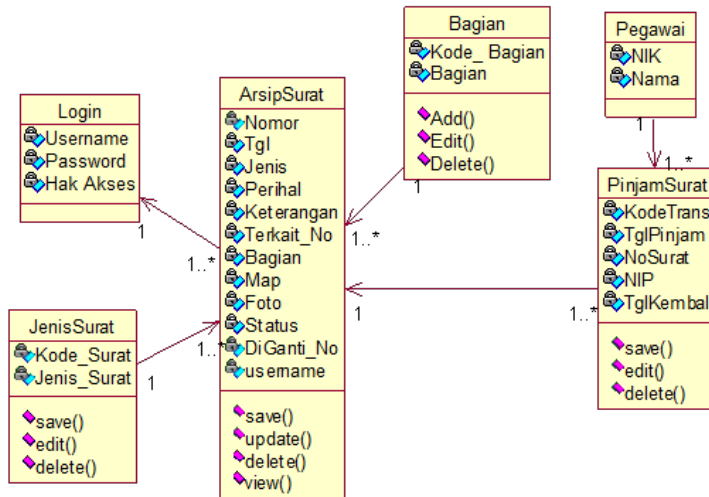 Login
Username
Password
Hak Akses
1
1..*
JenisSurat
Kode_Surat
Jenis_Surat
save()
edit()
delete()
1
1..*
ArsipSurat
Nomor
Tgl
Jenis
Perihal
Keterangan
Terkait_No
Bagian
Map
Foto
Status
DiGanti_No
username
save()
update()
delete()
view()
Bagian
Kode_ Bagian
Bagian
Add()
Edit()
Delete()
1
1..*
1
1..*
Pegawai
NIK
Nama
1
1..*
PinjamSurat
KodeTrans
TglPinjam
NoSurat
NIP
TglKembal
save()
edit()
delete()